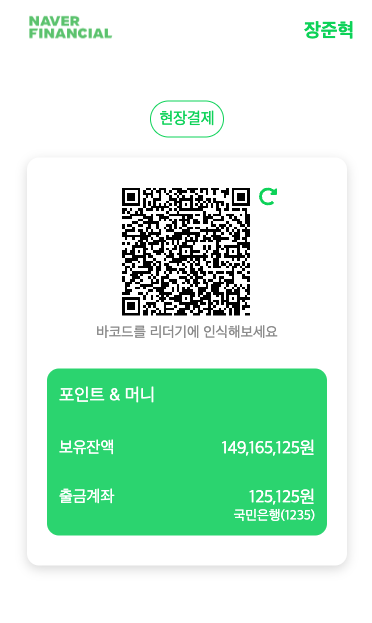 NAVER
FINANCIAL
장준혁
현장결제
바코드를 리더기에 인식해보세요
포인트 & 머니
보유잔액 149,165,125원
출금계좌 125,125원
국민은행(1235)